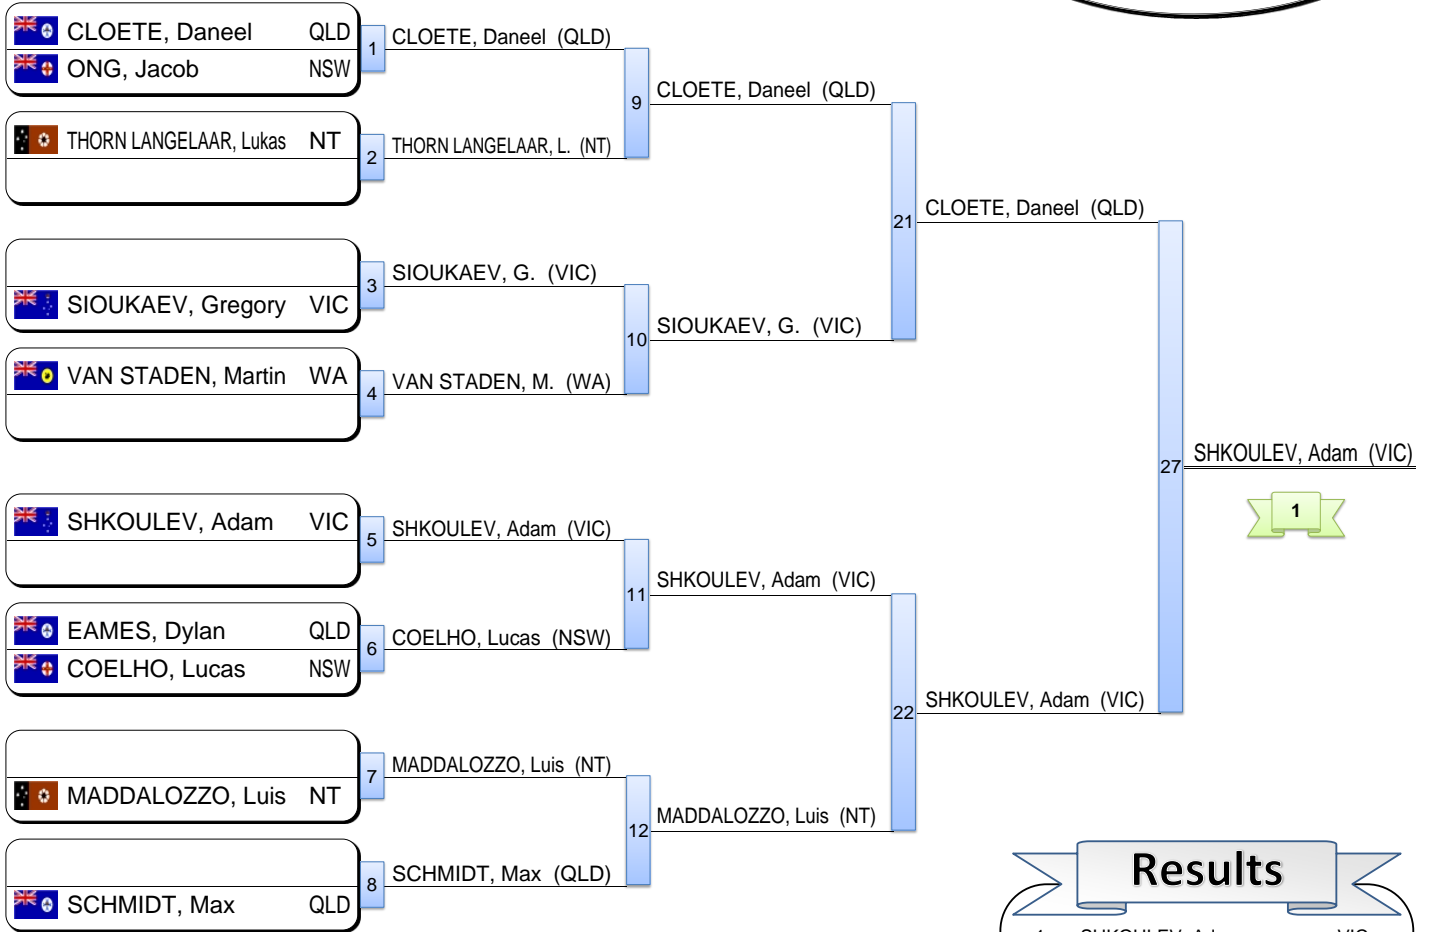 CLOETE, Daneel QLD
ONG, Jacob NSW
1
CLOETE, Daneel (QLD)
THORN LANGELAAR, Lukas NT
2
THORN LANGELAAR, L. (NT)
9
CLOETE, Daneel (QLD)
SIOUKAEV, Gregory VIC
3
SIOUKAEV, G. (VIC)
VAN STADEN, Martin WA
4
VAN STADEN, M. (WA)
10
SIOUKAEV, G. (VIC)
21
CLOETE, Daneel (QLD)
SHKOULEV, Adam VIC
5
SHKOULEV, Adam (VIC)
EAMES, Dylan QLD
COELHO, Lucas NSW
6
COELHO, Lucas (NSW)
11
SHKOULEV, Adam (VIC)
MADDALOZZO, Luis NT
7
MADDALOZZO, Luis (NT)
SCHMIDT, Max QLD
8
SCHMIDT, Max (QLD)
12
MADDALOZZO, Luis (NT)
22
SHKOULEV, Adam (VIC)
27
SHKOULEV, Adam (VIC)
1
Results
1 SHKOULEV, Adam VIC